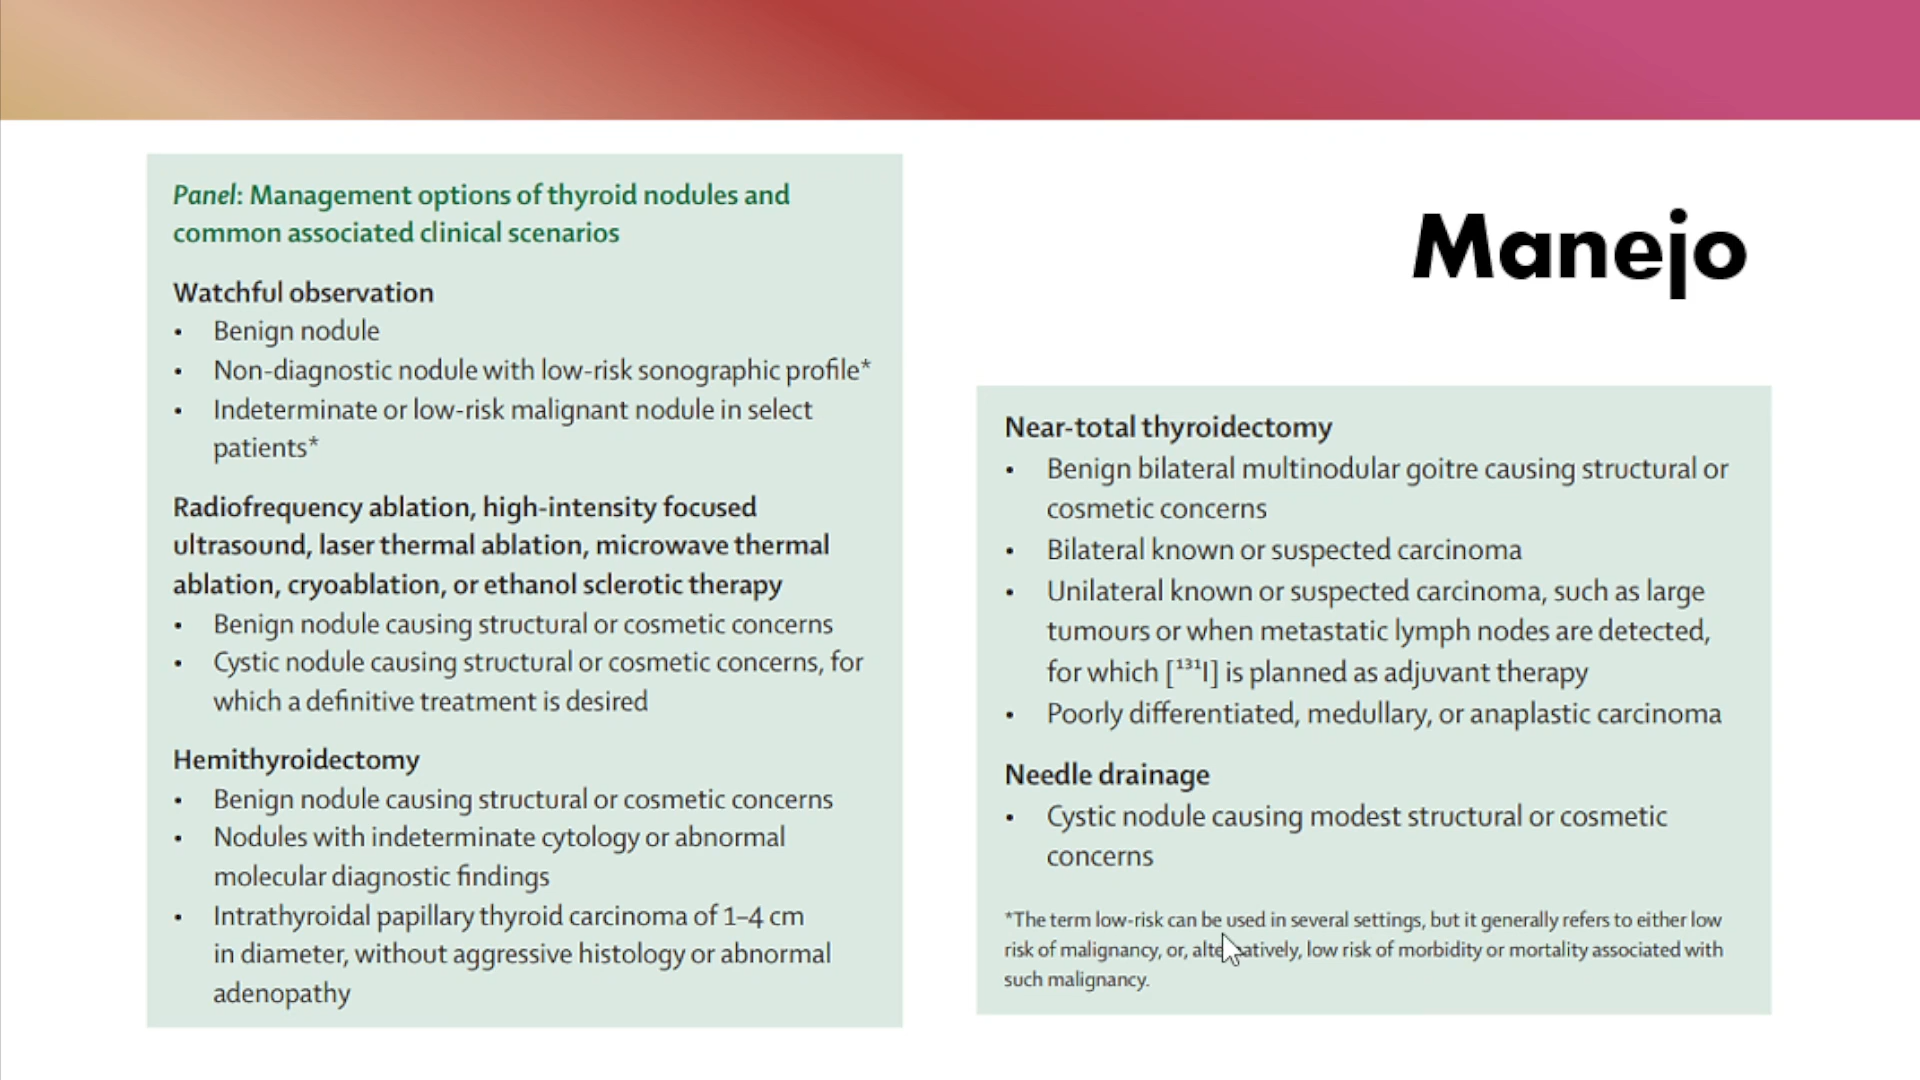 Panel: Management options of thyroid nodules and
common associated clinical scenarios
Watchful observation
• Benign nodule
• Non-diagnostic nodule with low-risk sonographic profile*
• Indeterminate or low-risk malignant nodule in select
patients*
Radiofrequency ablation, high-intensity focused
ultrasound, laser thermal ablation, microwave thermal
ablation, cryoablation, or ethanol sclerotic therapy
• Benign nodule causing structural or cosmetic concerns
• Cystic nodule causing structural or cosmetic concerns, for
which a definitive treatment is desired
Hemithyroidectomy
• Benign nodule causing structural or cosmetic concerns
• Nodules with indeterminate cytology or abnormal
molecular diagnostic findings
• Intrathyroidal papillary thyroid carcinoma of 1–4 cm
in diameter, without aggressive histology or abnormal
adenopathy
Manejo
Near-total thyroidectomy
• Benign bilateral multinodular goitre causing structural or
cosmetic concerns
• Bilateral known or suspected carcinoma
• Unilateral known or suspected carcinoma, such as large
tumours or when metastatic lymph nodes are detected,
for which [¹³¹I] is planned as adjuvant therapy
• Poorly differentiated, medullary, or anaplastic carcinoma
Needle drainage
• Cystic nodule causing modest structural or cosmetic
concerns
*The term low-risk can be used in several settings, but it generally refers to either low
risk of malignancy, or, alternatively, low risk of morbidity or mortality associated with
such malignancy.